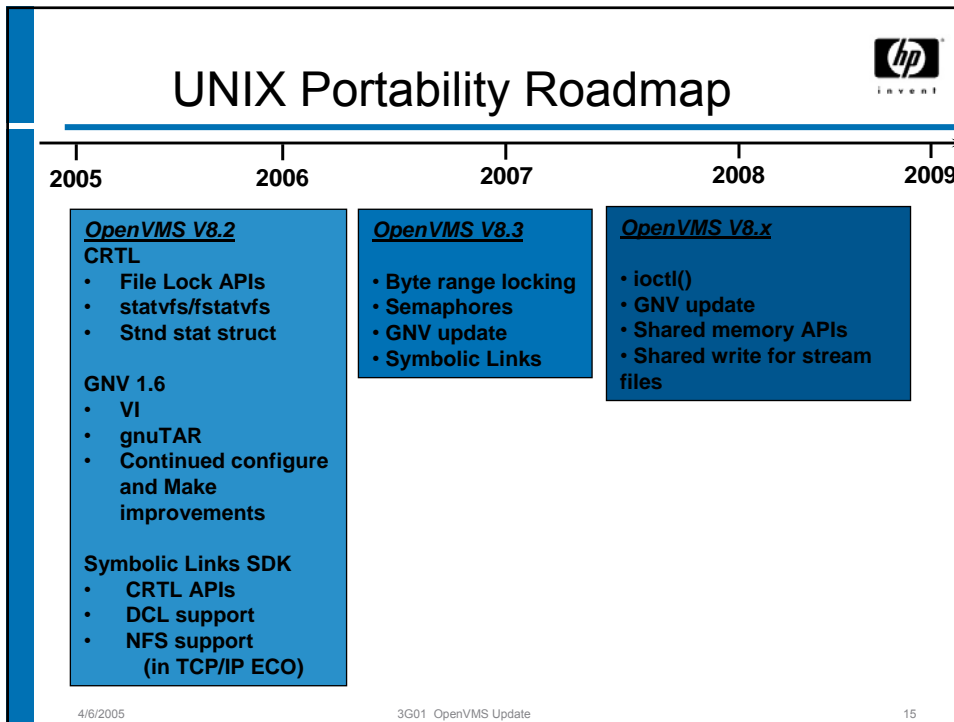 UNIX Portability Roadmap
hp
invent
2005
2006
2007
2008
2009
OpenVMS V8.2
CRTL
• File Lock APIs
• statvfs/fstatvfs
• Stnd stat struct
GNV 1.6
• VI
• gnuTAR
• Continued configure
and Make
improvements
Symbolic Links SDK
• CRTL APIs
• DCL support
• NFS support
(in TCP/IP ECO)
OpenVMS V8.3
• Byte range locking
• Semaphores
• GNV update
• Symbolic Links
OpenVMS V8.x
• ioctl()
• GNV update
• Shared memory APIs
• Shared write for stream
files
4/6/2005
3G01 OpenVMS Update
15